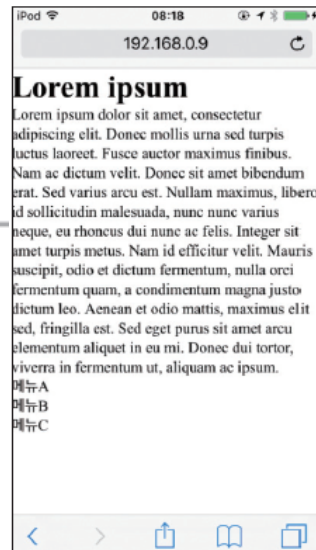 iPod 08:18
192.168.0.9
Lorem ipsum
Lorem ipsum dolor sit amet, consectetur
adipiscing elit. Donec mollis urna sed turpis
luctus laoreet. Fusce auctor maximus finibus.
Nam ac dictum velit. Donec sit amet bibendum
erat. Sed varius arcu est. Nullam maximus, libero
id sollicitudin malesuada, nunc nunc varius
neque, eu rhoncus dui nunc ac felis. Integer sit
amet turpis metus. Nam id efficitur velit. Mauris
suscipit, odio et dictum fermentum, nulla orci
fermentum quam, a condimentum magna justo
dictum leo. Aenean et odio mattis, maximus elit
sed, fringilla est. Sed eget purus sit amet arcu
elementum aliquet in eu mi. Donec dui tortor,
viverra in fermentum ut, aliquam ac ipsum.
메뉴A
메뉴B
메뉴C